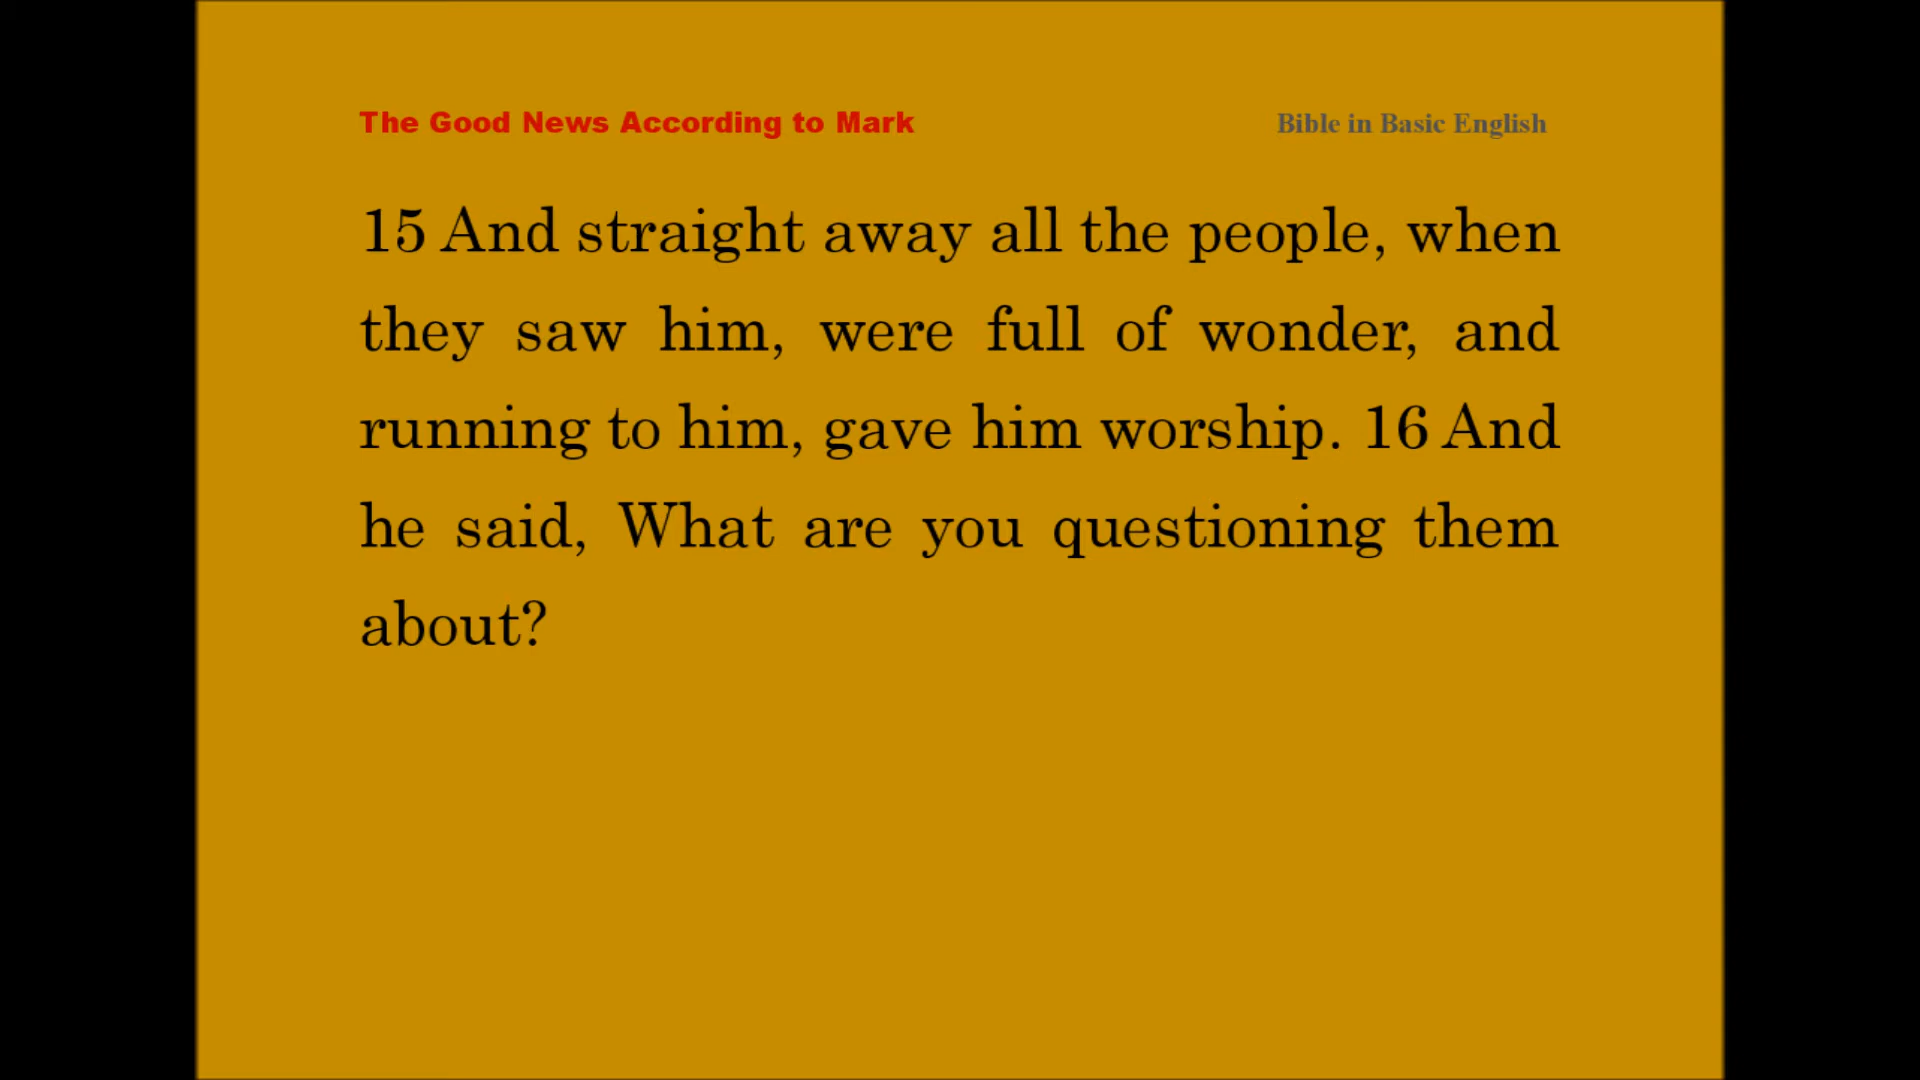 The Good News According to Mark
Bible in Basic English
15 And straight away all the people, when
they saw him, were full of wonder, and
running to him, gave him worship. 16 And
he said, What are you questioning them
about?